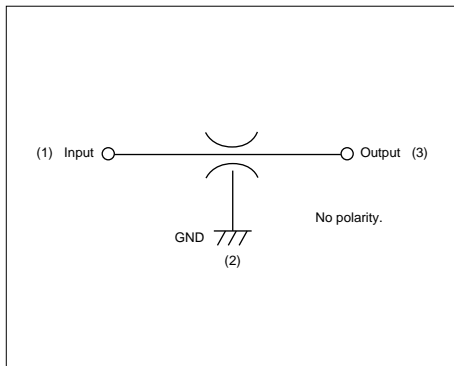 (1) Input Output (3)
No polarity.
GND
(2)